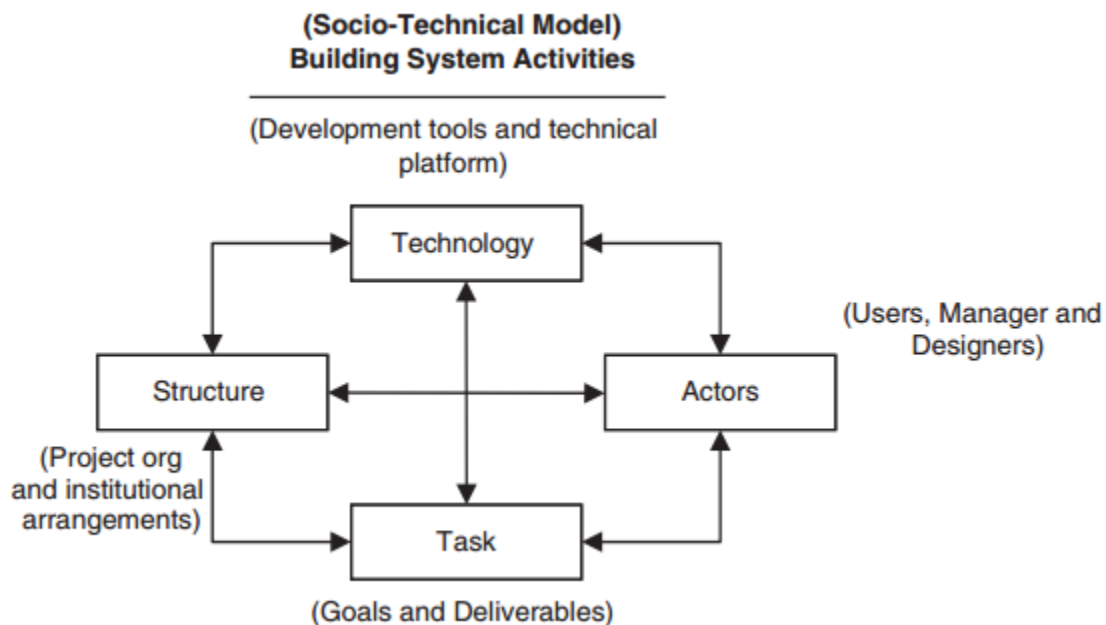 (Socio-Technical Model)
Building System Activities
(Development tools and technical
platform)
Technology
(Users, Manager and
Designers)
Structure
Actors
(Project org
and institutional
arrangements)
Task
(Goals and Deliverables)